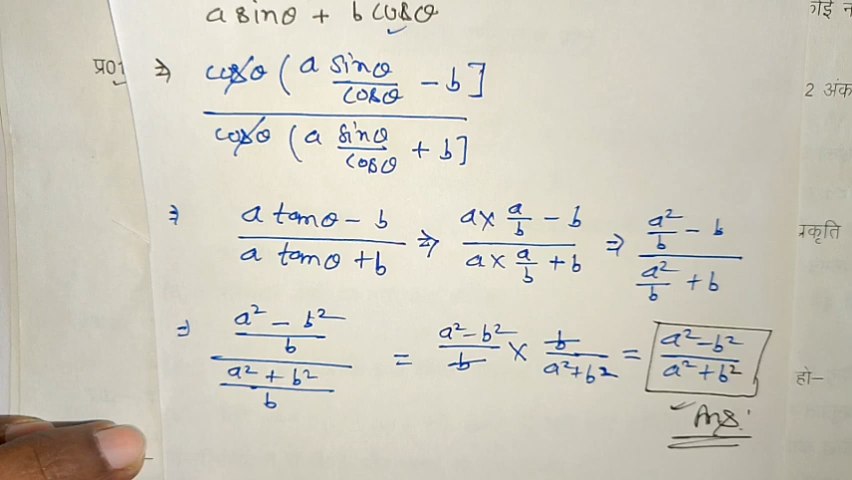 a sinθ + b cosθ
कोई न
प्र01 ⇒ cosθ ( a sinθ/cosθ - b ] / cosθ ( a sinθ/cosθ + b ]
2 अंक
⇒ a tanθ - b / a tanθ + b ⇒ a × a/b - b / a × a/b + b ⇒ a²/b - b / a²/b + b
प्रकृति
⇒ a² - b²/b / a² + b²/b = a² - b²/b × b/a² + b² = a² - b²/a² + b²
हो–
Ans.